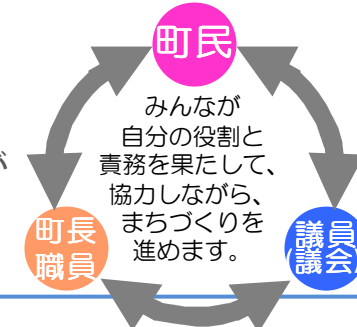 町民
みんなが
自分の役割と
責務を果たして、
協力しながら、
まちづくりを
進めます。
が
町長
職員
議員
(議会)